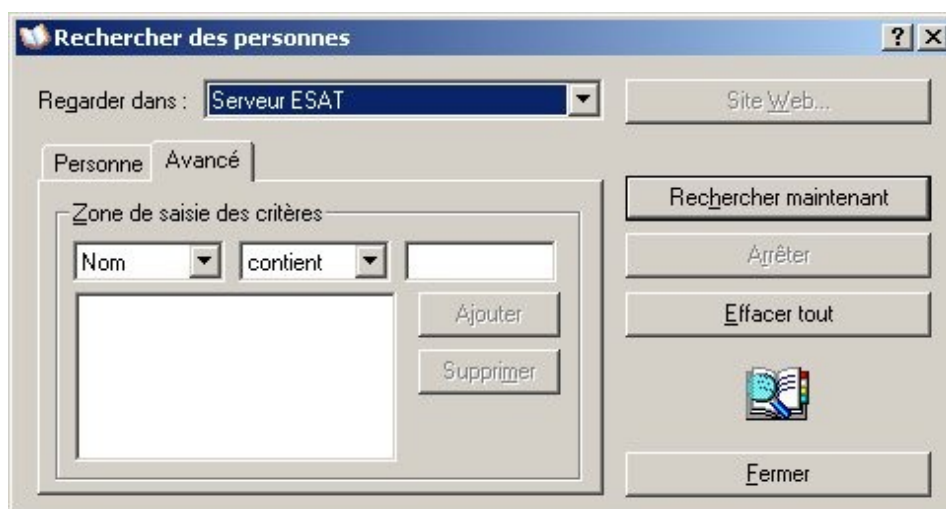 Rechercher des personnes
Regarder dans : Serveur ESAT
Site Web...
Personne Avancé
Zone de saisie des critères
Nom contient
Ajouter
Supprimer
Rechercher maintenant
Arrêter
Effacer tout
Fermer